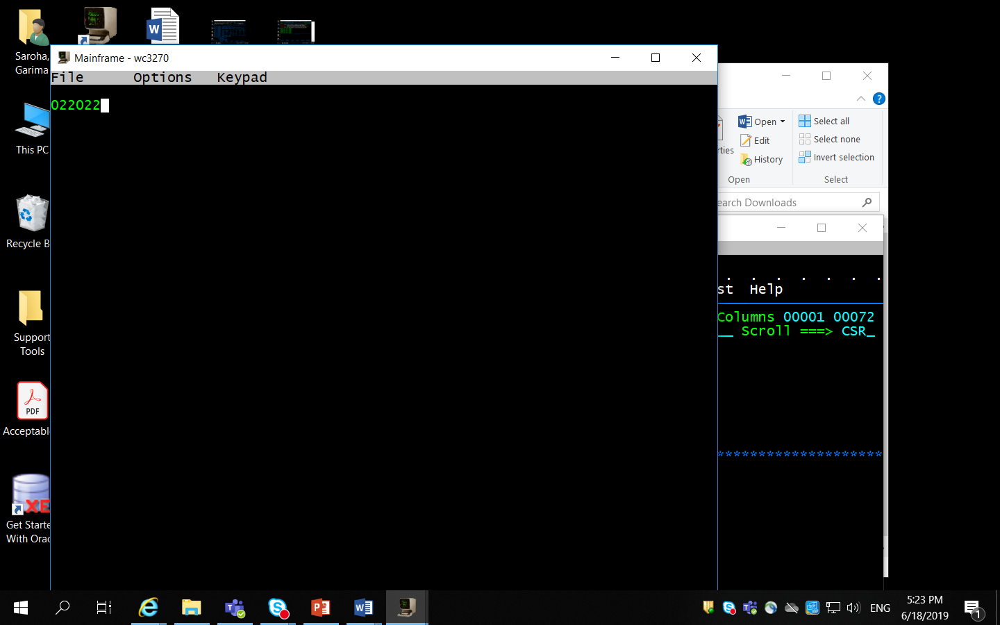 Saroha,
Garima
This PC
Recycle B
Support
Tools
PDF
Acceptabl
XE
Get Starte
With Orac
Mainframe - wc3270
File Options Keypad
022022
Open
Select all
rties
Edit
Select none
History
Invert selection
Open
Select
earch Downloads
. . . . . . .
st Help
Columns 00001 00072
__ Scroll ===> CSR_
********************
ENG
5:23 PM
6/18/2019
1